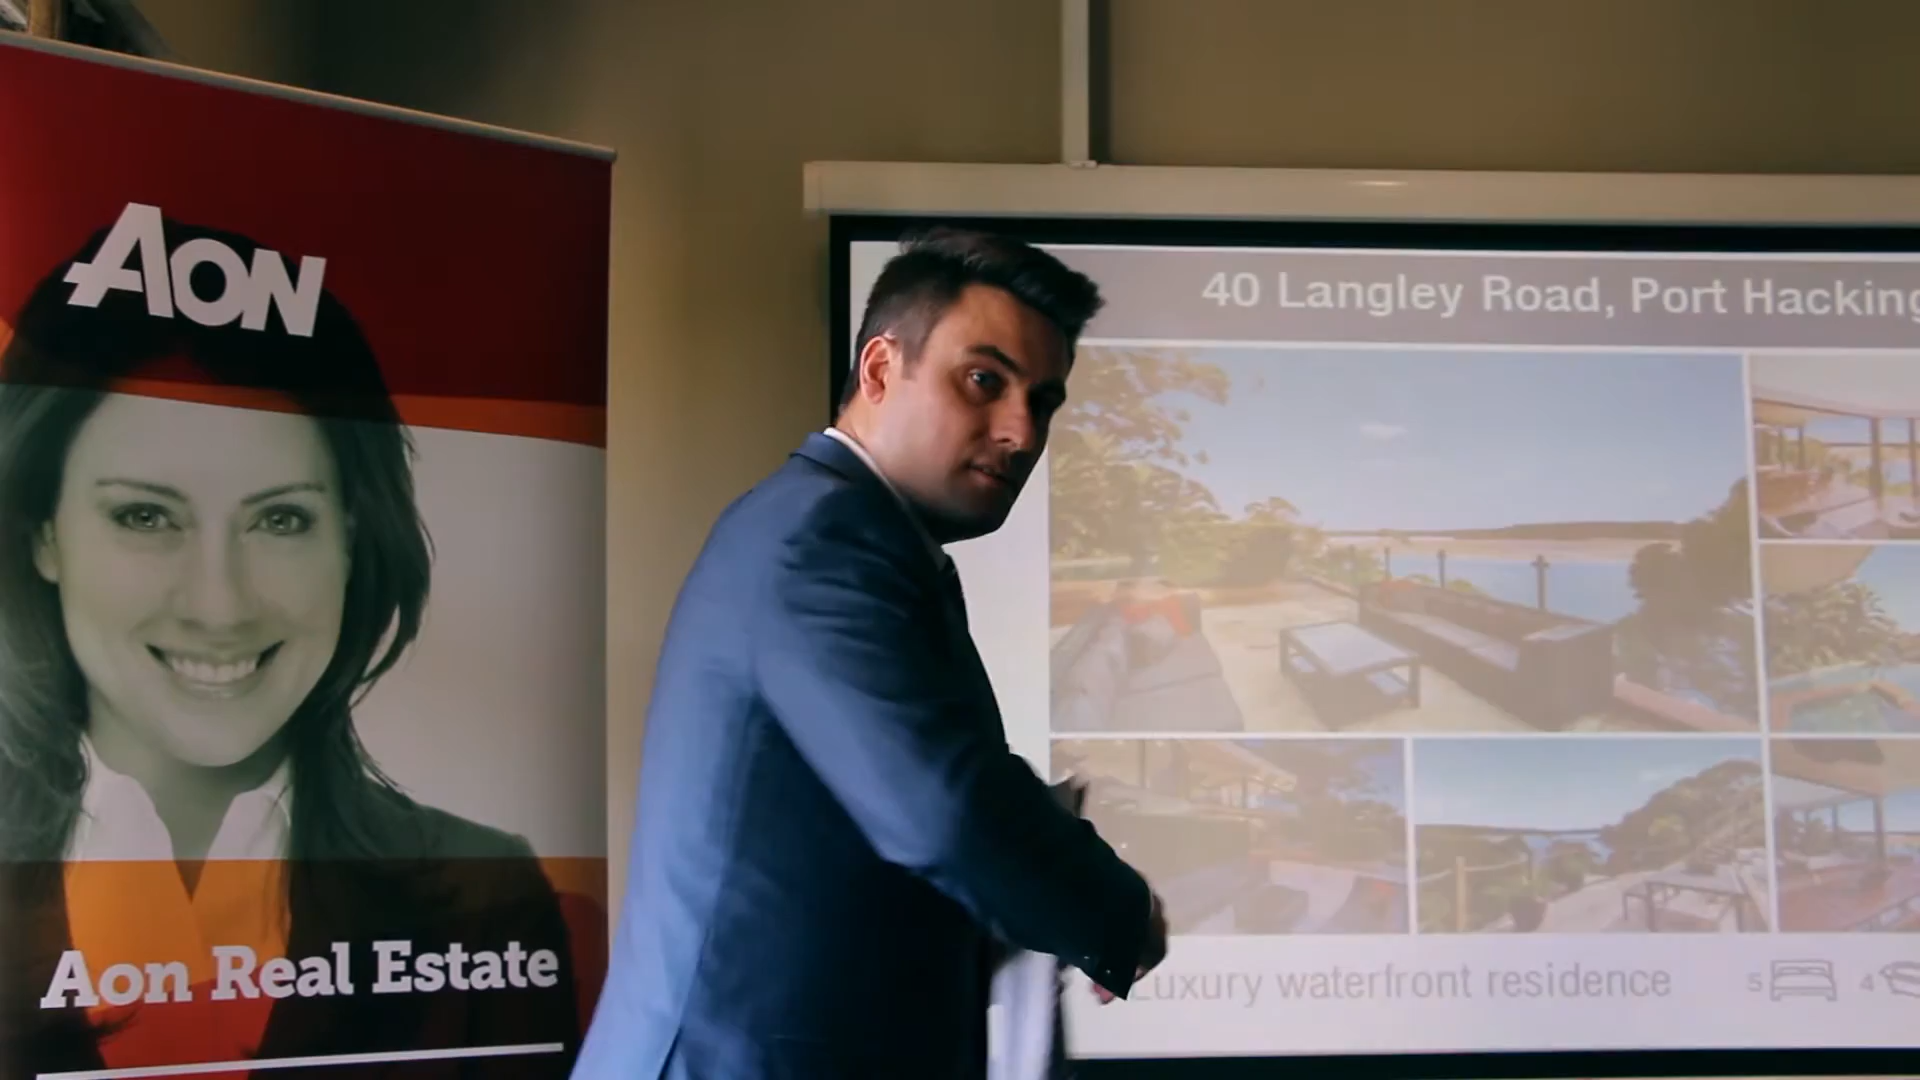 AON
Aon Real Estate
40 Langley Road, Port Hacking
Luxury waterfront residence
5
4